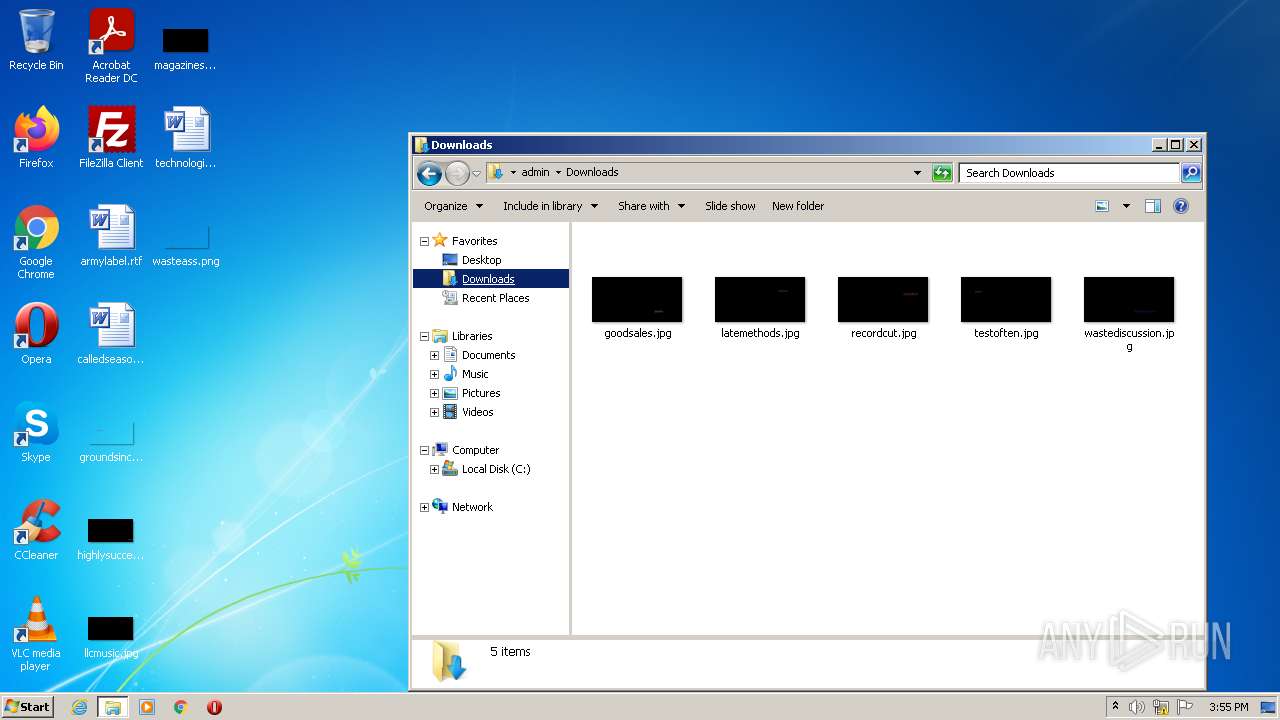 Recycle Bin
Acrobat
Reader DC
magazines...
Firefox
FileZilla Client
technologi...
Google
Chrome
armylabel.rtf
wasteass.png
Opera
calledseaso...
Skype
groundsinc...
CCleaner
highlysucce...
VLC media
player
llcmusic.jpg
Downloads
admin
Downloads
Search Downloads
Organize
Include in library
Share with
Slide show
New folder
Favorites
Desktop
Downloads
Recent Places
Libraries
Documents
Music
Pictures
Videos
Computer
Local Disk (C:)
Network
goodsales.jpg
latemethods.jpg
recordcut.jpg
testoften.jpg
wastediscussion.jp
g
5 items
ANY RUN
Start
3:55 PM